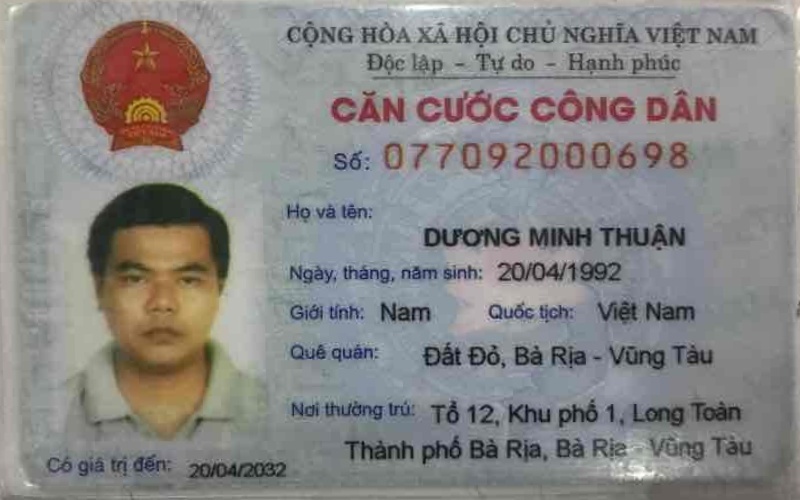 CỘNG HÒA XÃ HỘI CHỦ NGHĨA VIỆT NAM
Độc lập - Tự do - Hạnh phúc
CĂN CƯỚC CÔNG DÂN
Số: 077092000698
Họ và tên:
DƯƠNG MINH THUẬN
Ngày, tháng, năm sinh: 20/04/1992
Giới tính: Nam Quốc tịch: Việt Nam
Quê quán: Đất Đỏ, Bà Rịa - Vũng Tàu
Nơi thường trú: Tổ 12, Khu phố 1, Long Toàn
Thành phố Bà Rịa, Bà Rịa - Vũng Tàu
Có giá trị đến: 20/04/2032